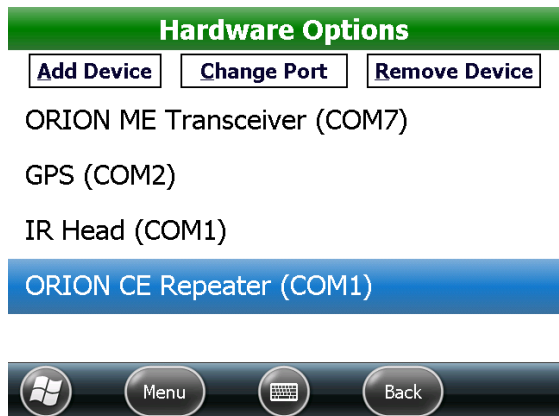 Hardware Options
Add Device Change Port Remove Device
ORION ME Transceiver (COM7)
GPS (COM2)
IR Head (COM1)
ORION CE Repeater (COM1)
Menu Back